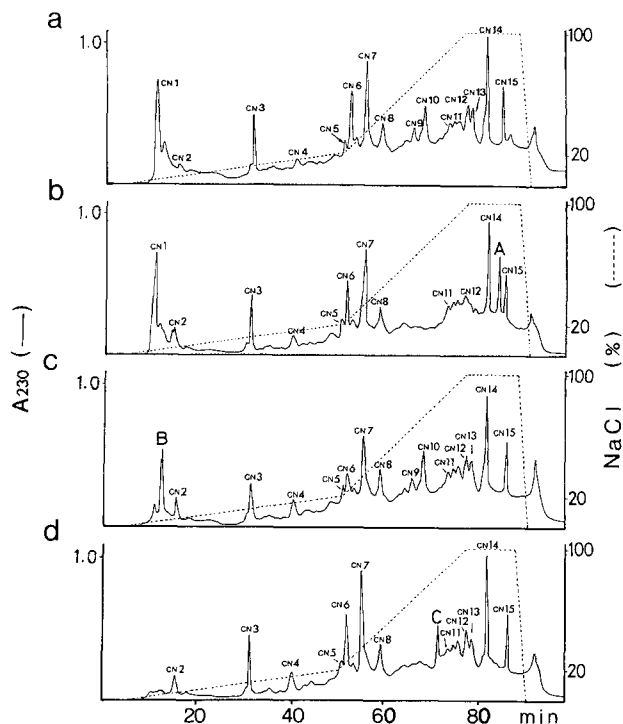 a
1.0
CN1
CN2
CN3
CN4
CN5
CN6
CN7
CN8
CN9
CN10
CN11
CN12
CN13
CN14
CN15
100
20
b
1.0
CN1
CN2
CN3
CN4
CN5
CN6
CN7
CN8
CN11
CN12
CN14
A
CN15
100
20
c
1.0
B
CN2
CN3
CN4
CN5
CN6
CN7
CN8
CN9
CN10
CN11
CN12
CN13
CN14
CN15
100
20
d
1.0
CN2
CN3
CN4
CN5
CN6
CN7
CN8
C
CN11
CN12
CN13
CN14
CN15
100
20
20 40 60 80 min
A230 (—)
NaCl (%) (-----)